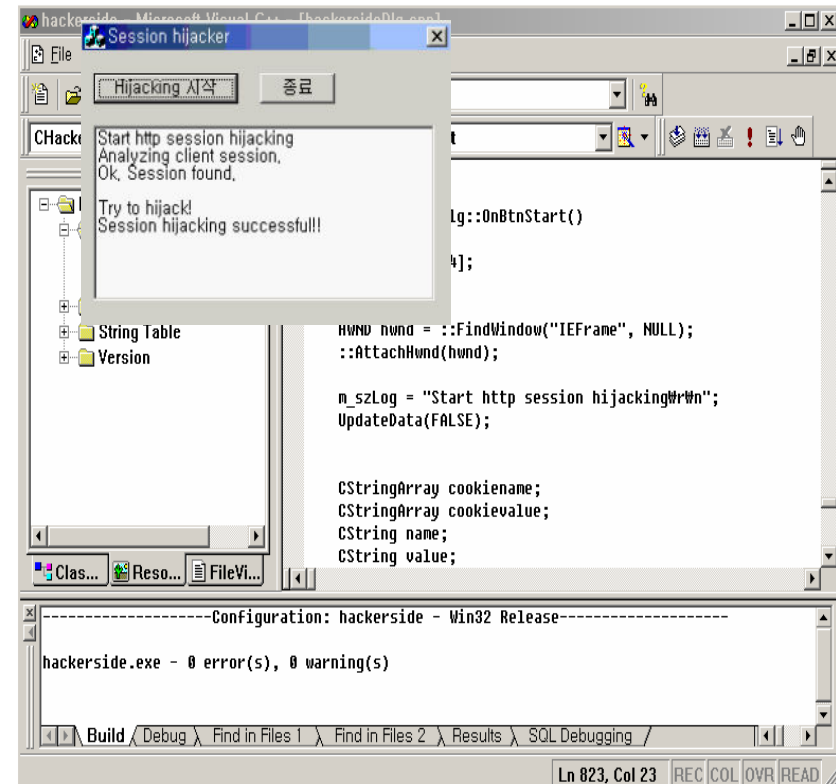 hackerside - Microsoft Visual C++ - [hackersideDlg.cpp]
Session hijacker
File
Hijacking 시작
종료
CHacke
t
Start http session hijacking
Analyzing client session,
Ok, Session found,
Try to hijack!
Session hijacking successful!!
lg::OnBtnStart()
4];
String Table
Version
HWND hwnd = ::FindWindow("IEFrame", NULL);
::AttachHwnd(hwnd);
m_szLog = "Start http session hijacking₩r₩n";
UpdateData(FALSE);
CStringArray cookiename;
CStringArray cookievalue;
CString name;
CString value;
Clas... Reso... FileVi...
--------------------Configuration: hackerside - Win32 Release--------------------
hackerside.exe - 0 error(s), 0 warning(s)
Build Debug Find in Files 1 Find in Files 2 Results SQL Debugging
Ln 823, Col 23 REC COL OVR READ